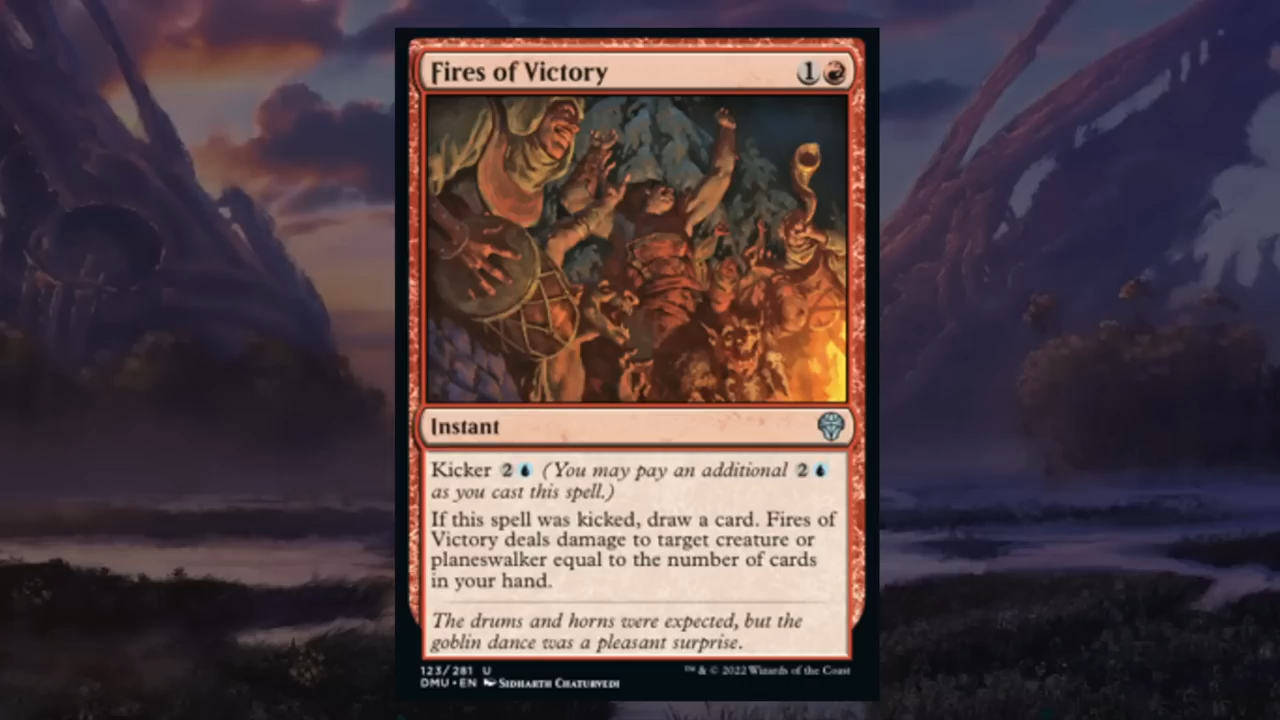 Fires of Victory 1
Instant
Kicker 2 (You may pay an additional 2
as you cast this spell.)
If this spell was kicked, draw a card. Fires of
Victory deals damage to target creature or
planeswalker equal to the number of cards
in your hand.
The drums and horns were expected, but the
goblin dance was a pleasant surprise.
123/281 U
™ & © 2022 Wizards of the Coast
DMU • EN Sidharth Chaturvedi